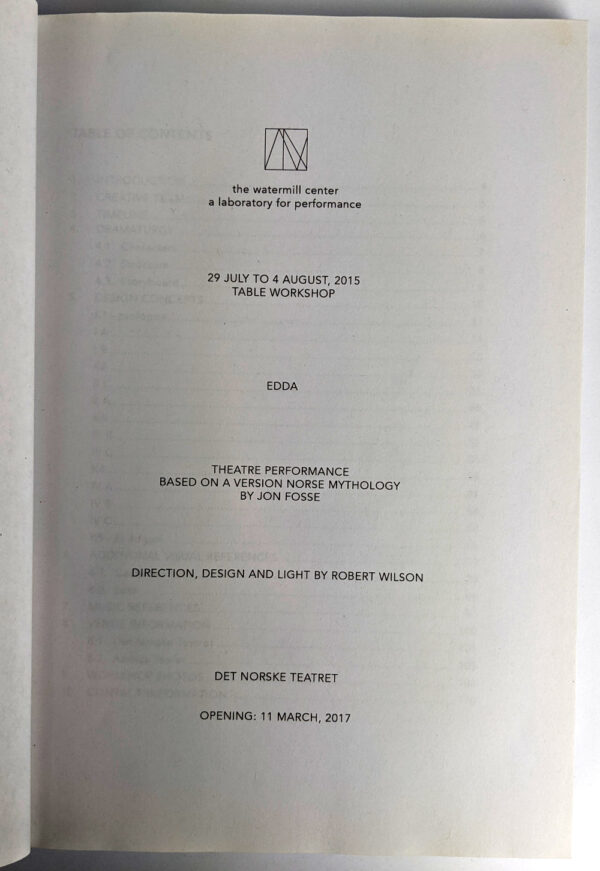 the watermill center
a laboratory for performance
29 JULY TO 4 AUGUST, 2015
TABLE WORKSHOP
EDDA
THEATRE PERFORMANCE
BASED ON A VERSION NORSE MYTHOLOGY
BY JON FOSSE
DIRECTION, DESIGN AND LIGHT BY ROBERT WILSON
DET NORSKE TEATRET
OPENING: 11 MARCH, 2017